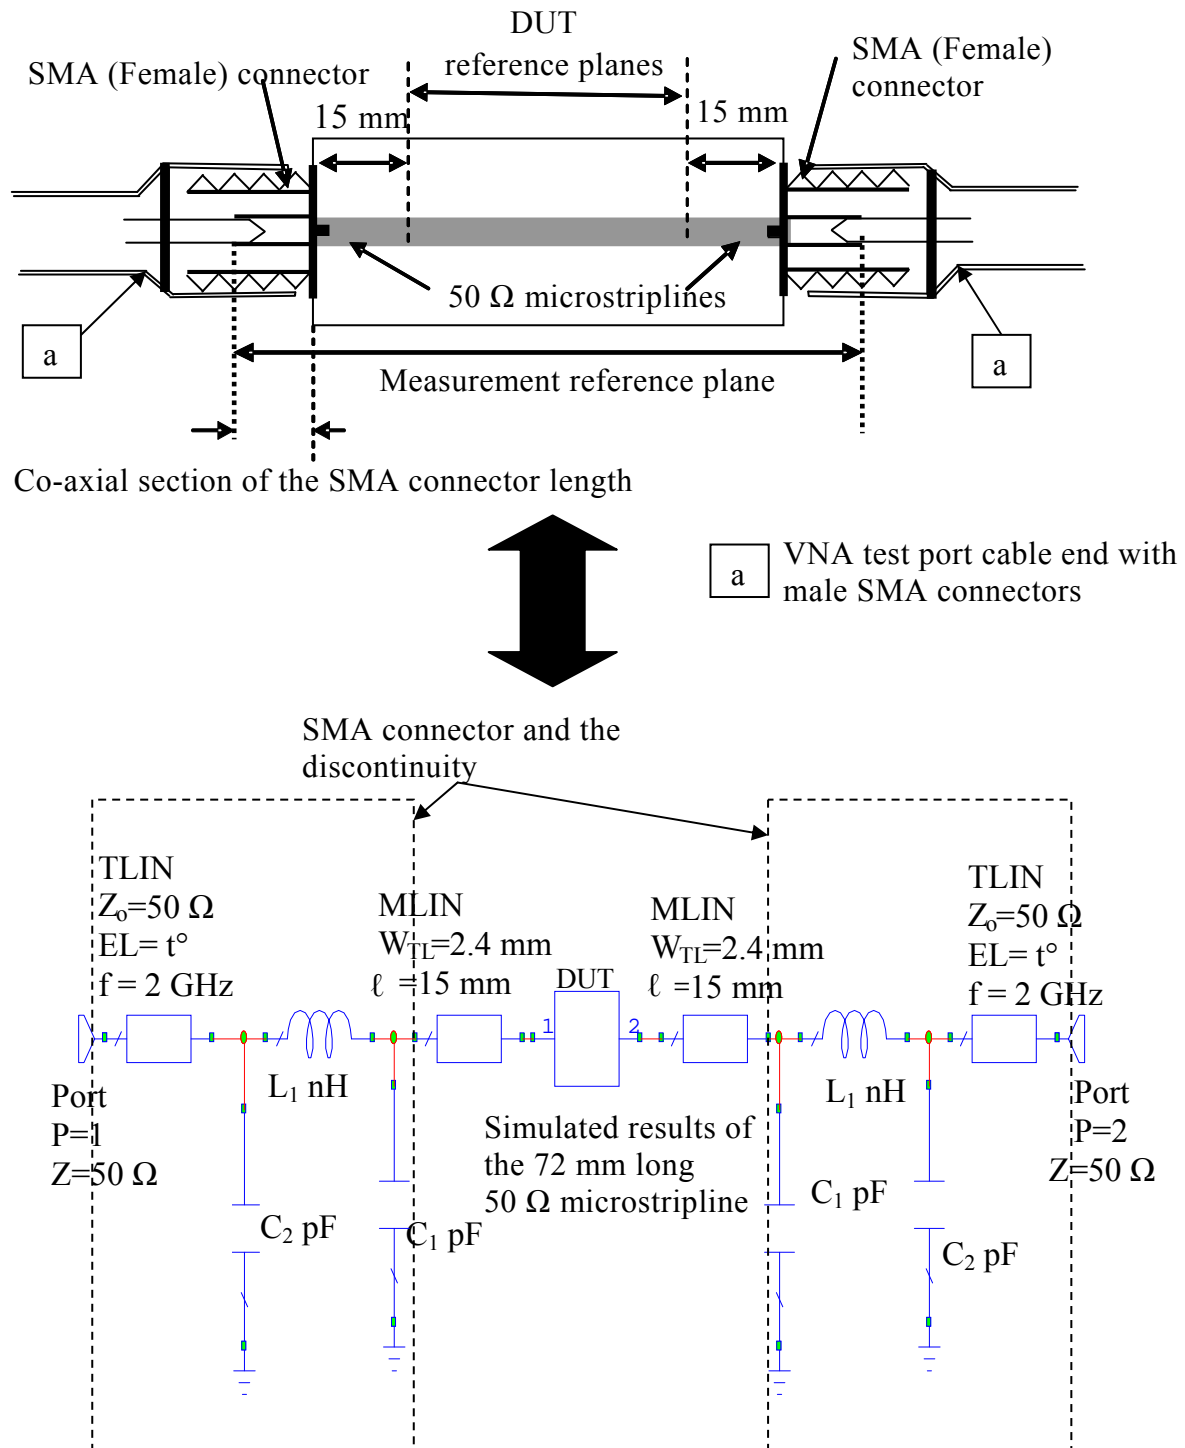 DUT
reference planes
SMA (Female) connector
SMA (Female)
connector
15 mm
15 mm
50 Ω microstriplines
a
a
Measurement reference plane
Co-axial section of the SMA connector length
a
VNA test port cable end with
male SMA connectors
SMA connector and the
discontinuity
TLIN
Zo=50 Ω
EL= t°
f = 2 GHz
MLIN
WTL=2.4 mm
ℓ =15 mm
MLIN
WTL=2.4 mm
ℓ =15 mm
TLIN
Zo=50 Ω
EL= t°
f = 2 GHz
DUT
1
2
L1 nH
L1 nH
Port
P=1
Z=50 Ω
Simulated results of
the 72 mm long
50 Ω microstripline
Port
P=2
Z=50 Ω
C2 pF
C1 pF
C1 pF
C2 pF